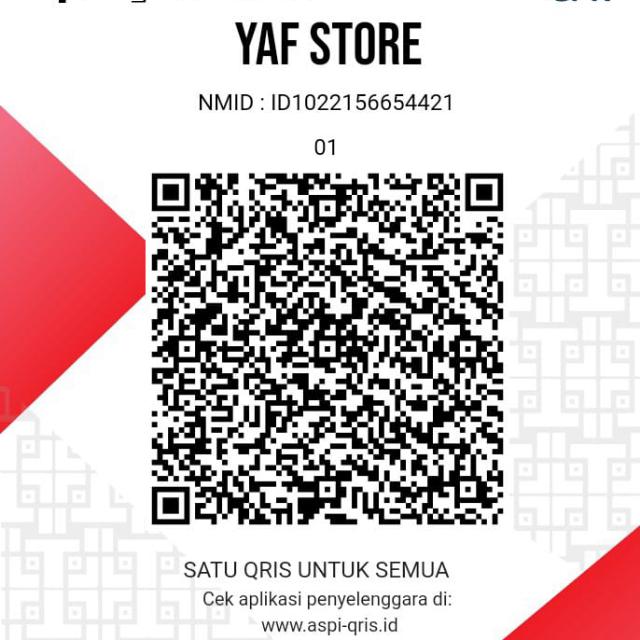 YAF STORE
NMID : ID1022156654421
01
SATU QRIS UNTUK SEMUA
Cek aplikasi penyelenggara di:
www.aspi-qris.id